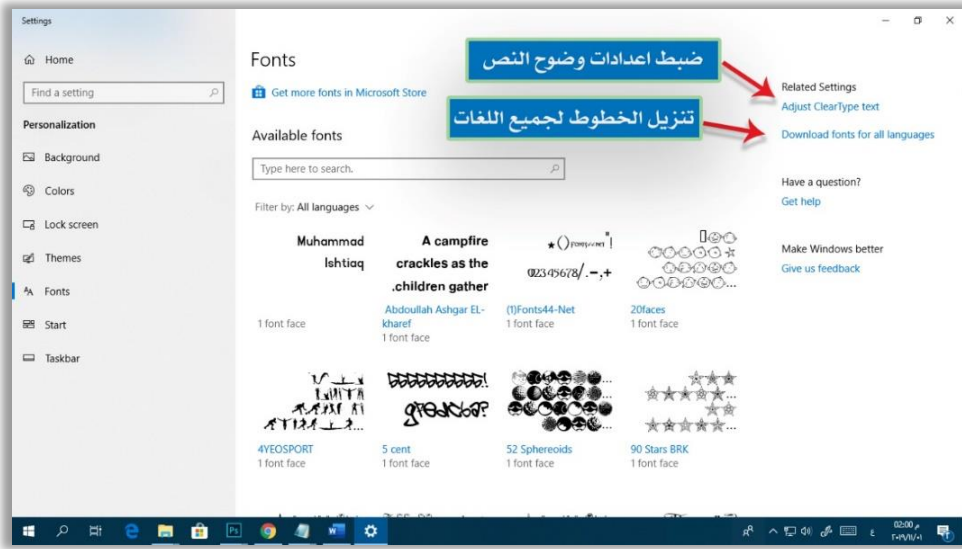 Settings
Home
Find a setting
Personalization
Background
Colors
Lock screen
Themes
Fonts
Start
Taskbar
Fonts
Get more fonts in Microsoft Store
Available fonts
Type here to search.
Filter by: All languages
Muhammad
Ishtiaq
1 font face
A campfire
crackles as the
.children gather
Abdoullah Ashgar EL-
kharef
1 font face
(1)Fonts44-Net
1 font face
20faces
1 font face
4YEOSPORT
1 font face
5 cent
1 font face
52 Sphereoids
1 font face
90 Stars BRK
1 font face
ضبط اعدادات وضوح النص
تنزيل الخطوط لجميع اللغات
Related Settings
Adjust ClearType text
Download fonts for all languages
Have a question?
Get help
Make Windows better
Give us feedback
Ps
ع
02:00 م
٢٠١٩/١١/٠١